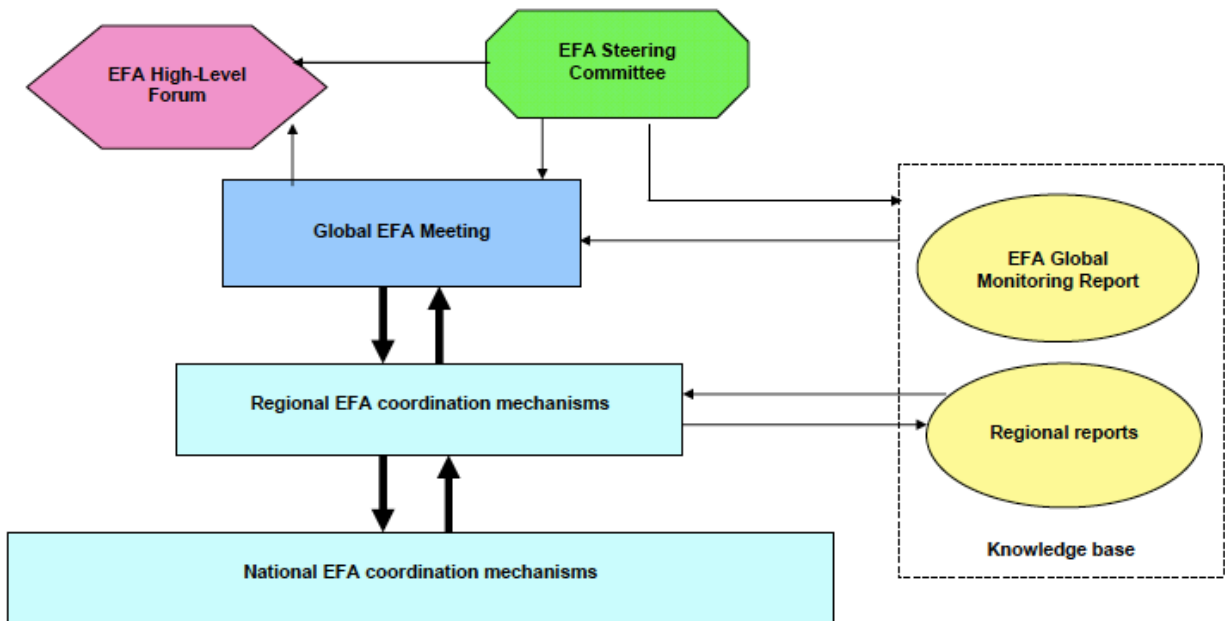 EFA High-Level
Forum
EFA Steering
Committee
Global EFA Meeting
EFA Global
Monitoring Report
Regional EFA coordination mechanisms
Regional reports
Knowledge base
National EFA coordination mechanisms